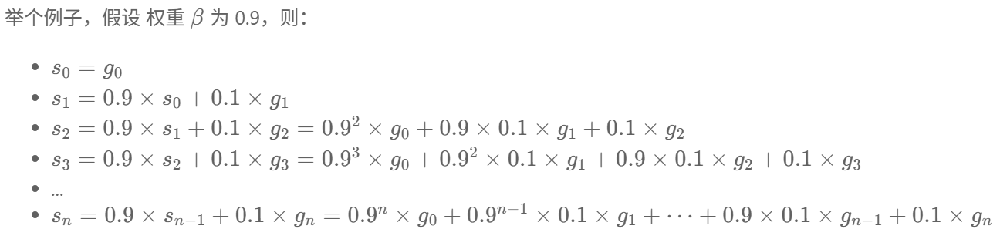 举个例子，假设 权重 β 为 0.9，则：
• s₀ = g₀
• s₁ = 0.9 × s₀ + 0.1 × g₁
• s₂ = 0.9 × s₁ + 0.1 × g₂ = 0.9² × g₀ + 0.9 × 0.1 × g₁ + 0.1 × g₂
• s₃ = 0.9 × s₂ + 0.1 × g₃ = 0.9³ × g₀ + 0.9² × 0.1 × g₁ + 0.9 × 0.1 × g₂ + 0.1 × g₃
• ...
• sₙ = 0.9 × sₙ₋₁ + 0.1 × gₙ = 0.9ⁿ × g₀ + 0.9ⁿ⁻¹ × 0.1 × g₁ + ⋯ + 0.9 × 0.1 × gₙ₋₁ + 0.1 × gₙ